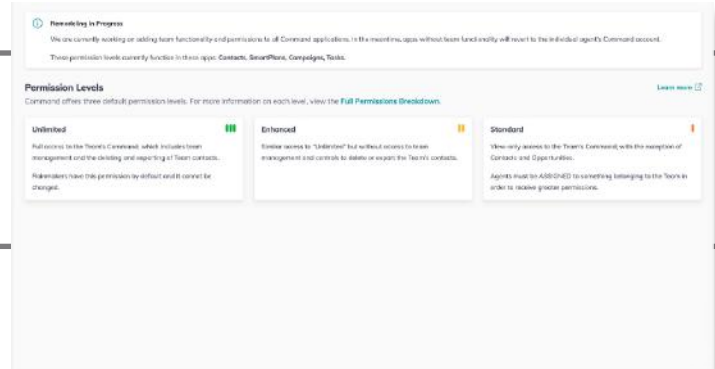 Remodeling in Progress
We are currently working on adding team functionality and permissions to all Command applications. In the meantime, apps without team functionality will revert to the individual agent's Command account.
These permission levels currently function in these apps: Contacts, SmartPlans, Campaigns, Tasks.
Permission Levels
Learn more
Command offers three default permission levels. For more information on each level, view the Full Permissions Breakdown.
Unlimited
Full access to the Team's Command, which includes team
management and the deleting and exporting of Team contacts.
Rainmakers have this permission by default and it cannot be
changed.
Enhanced
Similar access to "Unlimited" but without access to team
management and controls to delete or export the Team's contacts.
Standard
View-only access to the Team's Command, with the exception of
Contacts and Opportunities.
Agents must be ASSIGNED to something belonging to the Team in
order to receive greater permissions.